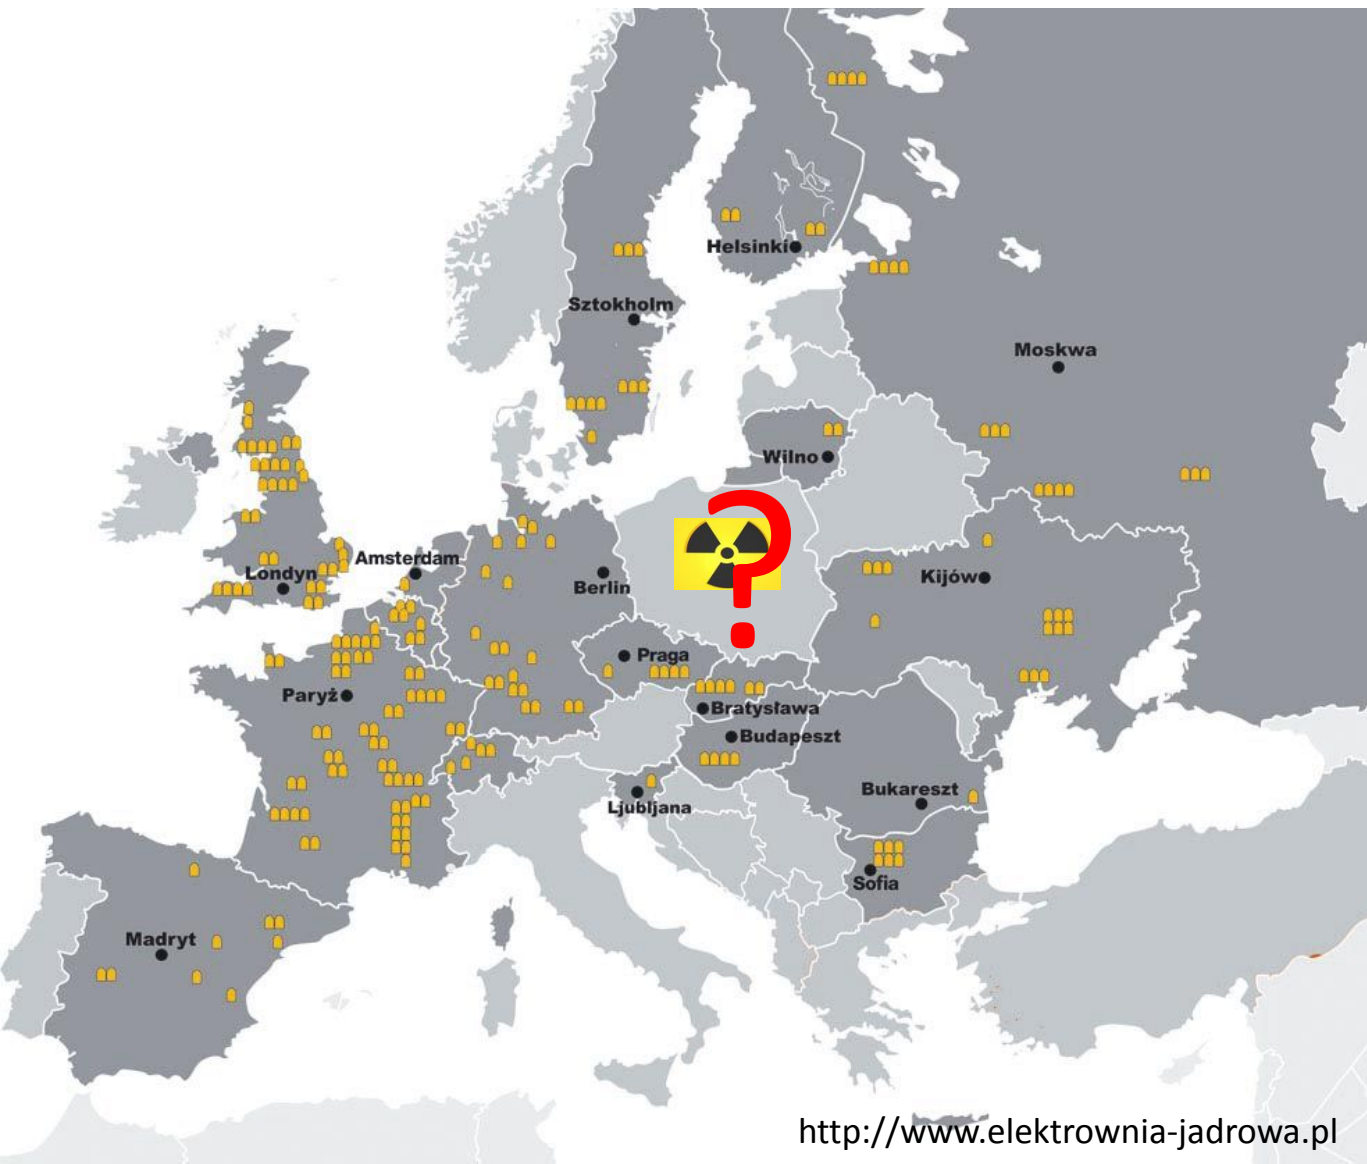 Helsinki
Sztokholm
Moskwa
Wilno
?
Amsterdam
Londyn
Berlin
Kijów
Praga
Paryż
Bratysława
Budapeszt
Bukareszt
Ljubljana
Sofia
Madryt
http://www.elektrownia-jadrowa.pl